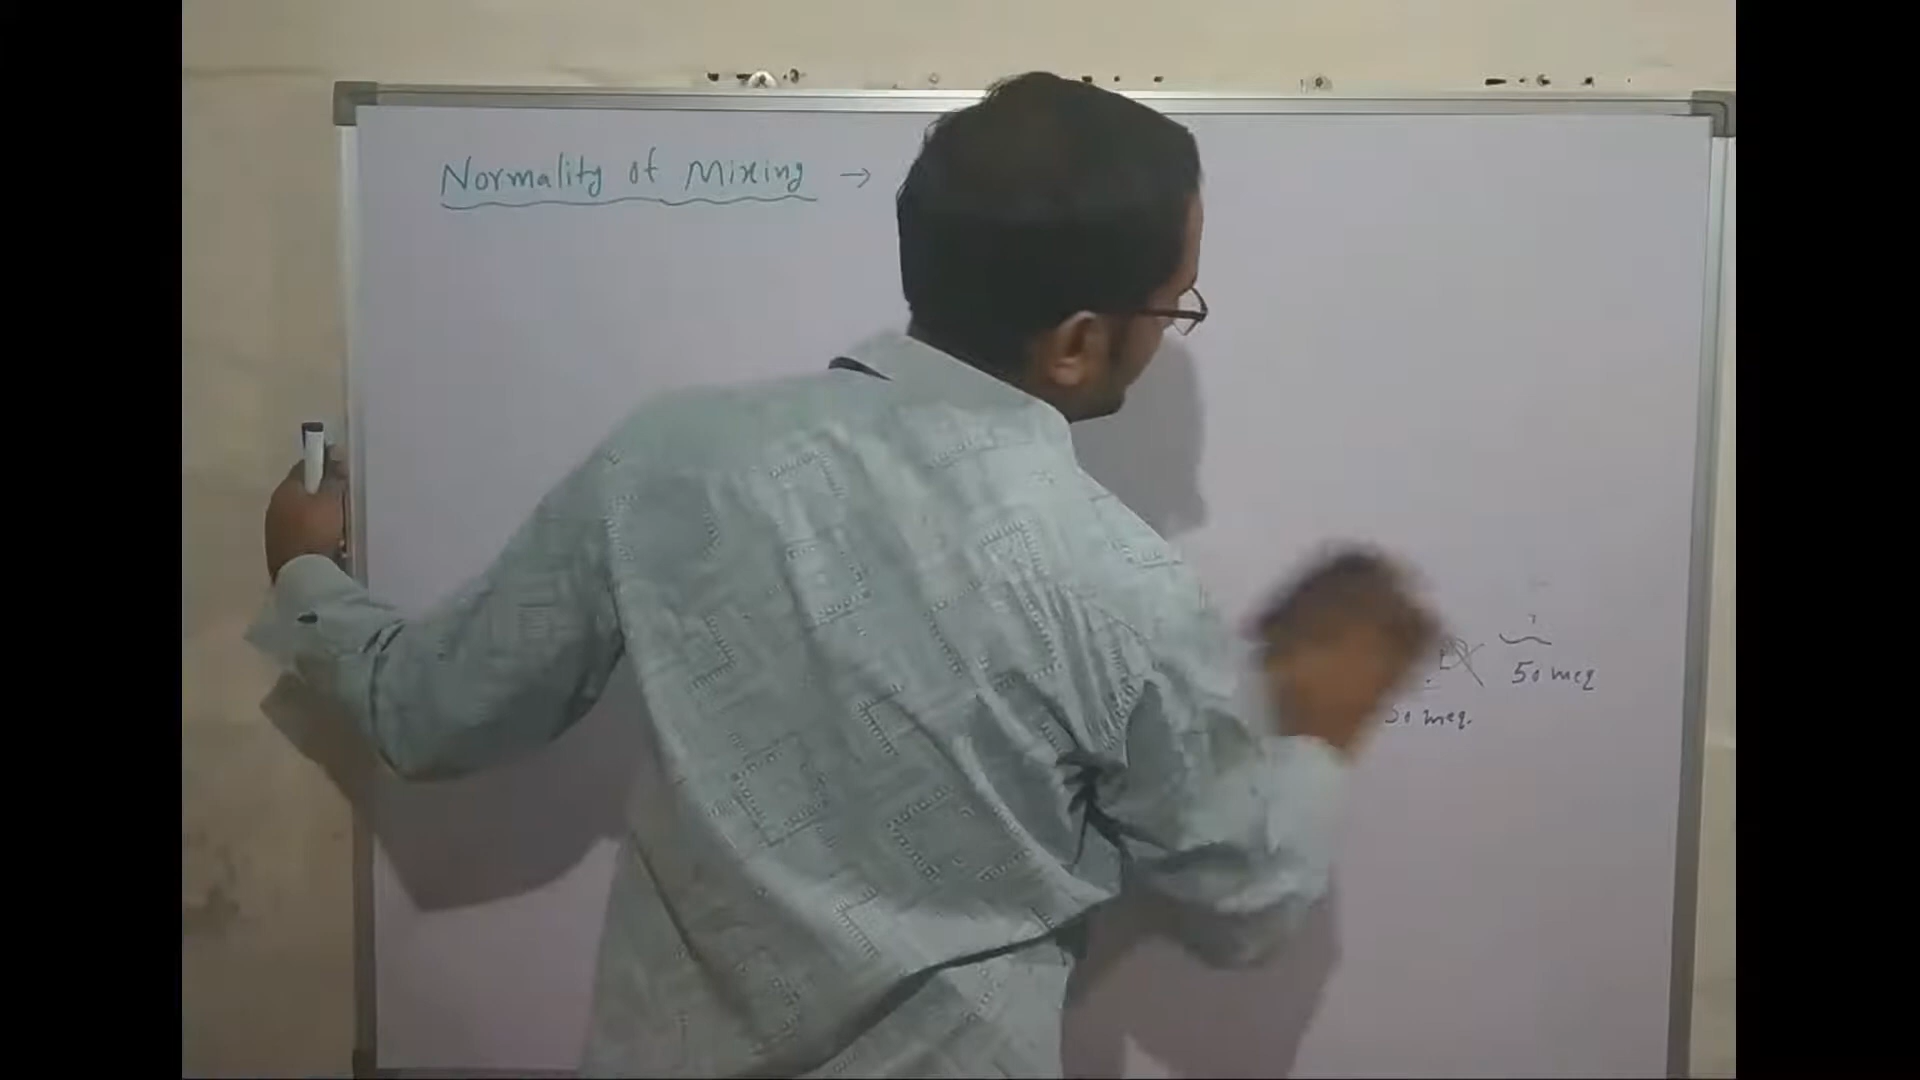 Normality of Mixing →
50 meq
50 meq.